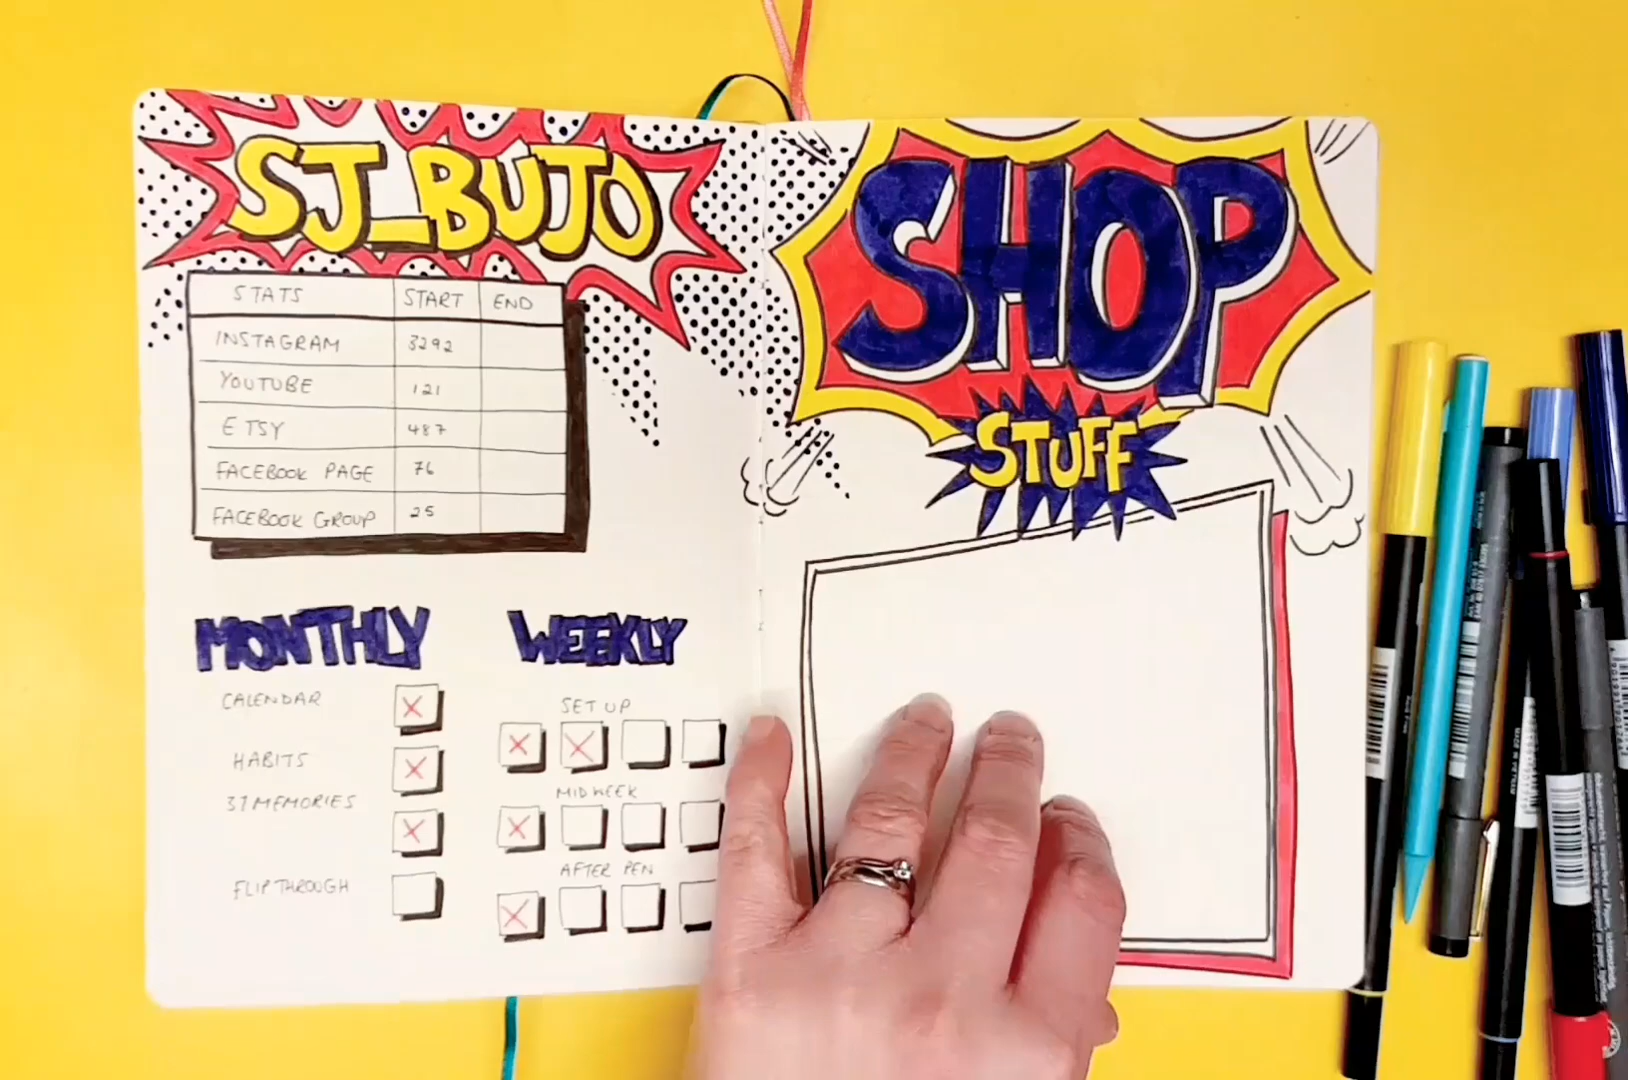 SJ_BUJO
STATS START END
INSTAGRAM 3292
YOUTUBE 121
ETSY 487
FACEBOOK PAGE 76
FACEBOOK GROUP 25
MONTHLY
CALENDAR
HABITS
31 MEMORIES
FLIP THROUGH
WEEKLY
SET UP
MIDWEEK
AFTER PEN
SHOP
STUFF